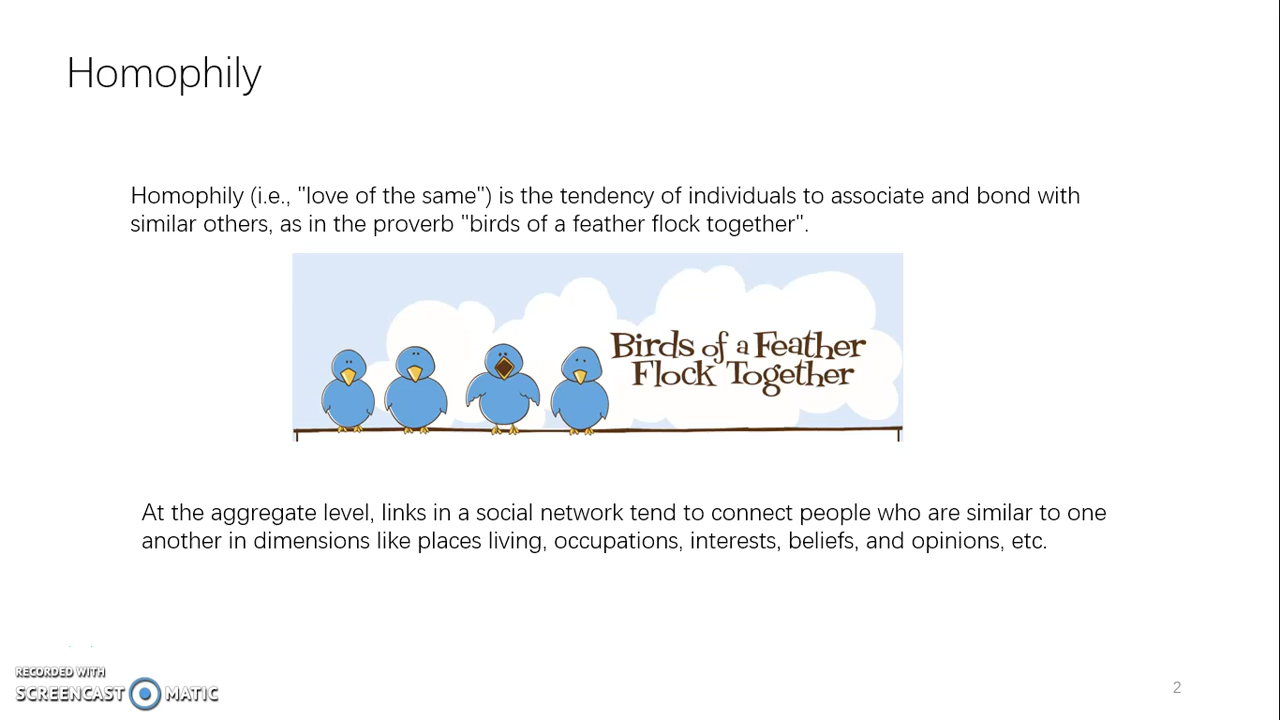 Homophily
Homophily (i.e., "love of the same") is the tendency of individuals to associate and bond with
similar others, as in the proverb "birds of a feather flock together".
Birds of a Feather
Flock Together
At the aggregate level, links in a social network tend to connect people who are similar to one
another in dimensions like places living, occupations, interests, beliefs, and opinions, etc.
RECORDED WITH
SCREENCAST MATIC
2